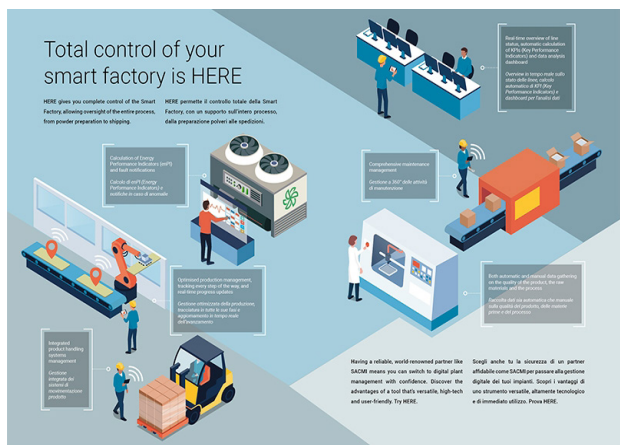 Total control of your
smart factory is HERE
HERE gives you complete control of the Smart
Factory, allowing oversight of the entire process,
from powder preparation to shipping.
HERE permette il controllo totale della Smart
Factory, con un supporto sull'intero processo,
dalla preparazione polveri alle spedizioni.
Real-time overview of line
status, automatic calculation
of KPIs (Key Performance
Indicators) and data analysis
dashboard
Overview in tempo reale sullo
stato delle linee, calcolo
automatico di KPI (Key
Performance Indicators) e
dashboard per l'analisi dati
Calculation of Energy
Performance Indicators (enPI)
and fault notifications
Calcolo di enPI (Energy
Performance Indicators) e
notifiche in caso di anomalie
Comprehensive maintenance
management
Gestione a 360° delle attività
di manutenzione
Optimised production management,
tracking every step of the way, and
real-time progress updates
Gestione ottimizzata della produzione,
tracciata in tutte le sue fasi e
aggiornamento in tempo reale
dell'avanzamento
Both automatic and manual data gathering
on the quality of the product, the raw
materials and the process
Raccolta dati sia automatica che manuale
sulla qualità del prodotto, delle materie
prime e del processo
Integrated
product handling
systems
management
Gestione
integrata dei
sistemi di
movimentazione
prodotto
Having a reliable, world-renowned partner like
SACMI means you can switch to digital plant
management with confidence. Discover the
advantages of a tool that's versatile, high-tech
and user-friendly. Try HERE.
Scegli anche tu la sicurezza di un partner
affidabile come SACMI per passare alla gestione
digitale dei tuoi impianti. Scopri i vantaggi di
uno strumento versatile, altamente tecnologico
e di immediato utilizzo. Prova HERE.